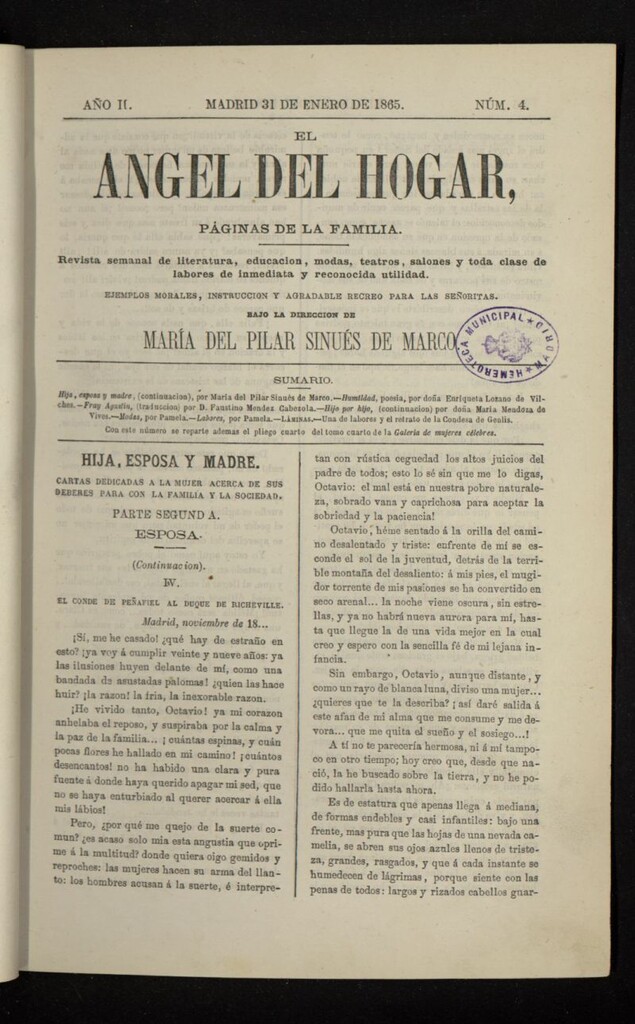 AÑO II.
MADRID 31 DE ENERO DE 1865.
NÚM. 4.
EL
ANGEL DEL HOGAR,
PÁGINAS DE LA FAMILIA.
Revista semanal de literatura, educacion, modas, teatros, salones y toda clase de
labores de inmediata y reconocida utilidad.
EJEMPLOS MORALES, INSTRUCCION Y AGRADABLE RECREO PARA LAS SEÑORITAS.
BAJO LA DIRECCION DE
MARÍA DEL PILAR SINUÉS DE MARCO.
HEMEROTECA MUNICIPAL ★ MADRID ★
SUMARIO.
Hija, esposa y madre, (continuacion), por María del Pilar Sinués de Marco.—Humildad, poesía, por doña Enriqueta Lozano de Vil-
ches.—Fray Agustin, (traduccion) por D. Faustino Mendez Cabezola.—Hijo por hijo, (continuacion) por doña María Mendoza de
Vives.—Modas, por Pamela.—Labores, por Pamela.—LÁMINAS.—Una de labores y el retrato de la Condesa de Genlis.
Con este número se reparte ademas el pliego cuarto del tomo cuarto de la Galería de mujeres célebres.
HIJA, ESPOSA Y MADRE.
CARTAS DEDICADAS A LA MUJER ACERCA DE SUS
DEBERES PARA CON LA FAMILIA Y LA SOCIEDAD.
PARTE SEGUNDA.
ESPOSA.
(Continuacion).
IV.
EL CONDE DE PEÑAFIEL AL DUQUE DE RICHEVILLE.
Madrid, noviembre de 18...
¡Sí, me he casado! ¿qué hay de estraño en
esto? ¡ya voy á cumplir veinte y nueve años: ya
las ilusiones huyen delante de mí, como una
bandada de asustadas palomas! ¿quien las hace
huir? ¡la razon! la fria, la inexorable razon.
¡He vivido tanto, Octavio! ¡ya mi corazon
anhelaba el reposo, y suspiraba por la calma y
la paz de la familia... ¡ cuántas espinas, y cuán
pocas flores he hallado en mi camino! ¡cuántos
desencantos! no ha habido una clara y pura
fuente á donde haya querido apagar mi sed, que
no se haya enturbiado al querer acercar á ella
mis lábios!
Pero, ¿por qué me quejo de la suerte co-
mun? ¿es acaso solo mia esta angustia que opri-
me á la multitud? donde quiera oigo gemidos y
reproches: las mujeres hacen su arma del llan-
to: los hombres acusan á la suerte, é interpre-
tan con rústica ceguedad los altos juicios del
padre de todos; esto lo sé sin que me lo digas,
Octavio: el mal está en nuestra pobre naturale-
za, sobrado vana y caprichosa para aceptar la
sobriedad y la paciencia!
Octavio, héme sentado á la orilla del cami-
no desalentado y triste: enfrente de mí se es-
conde el sol de la juventud, detrás de la terri-
ble montaña del desaliento: á mis pies, el mugi-
dor torrente de mis pasiones se ha convertido en
seco arenal... la noche viene oscura, sin estre-
llas, y ya no habrá nueva aurora para mí, has-
ta que llegue la de una vida mejor en la cual
creo y espero con la sencilla fé de mi lejana in-
fancia.
Sin embargo, Octavio, aunque distante, y
como un rayo de blanca luna, diviso una mujer...
¿quieres que te la describa? ¡ así daré salida á
este afan de mi alma que me consume y me de-
vora... que me quita el sueño y el sosiego...!
A tí no te pareceria hermosa, ni á mí tampo-
co en otro tiempo; hoy creo que, desde que na-
ció, la he buscado sobre la tierra, y no he po-
dido hallarla hasta ahora.
Es de estatura que apenas llega á mediana,
de formas endebles y casi infantiles: bajo una
frente, mas pura que las hojas de una nevada ca-
melia, se abren sus ojos azules llenos de triste-
za, grandes, rasgados, y que á cada instante se
humedecen de lágrimas, porque siente con las
penas de todos: largos y rizados cabellos guar-